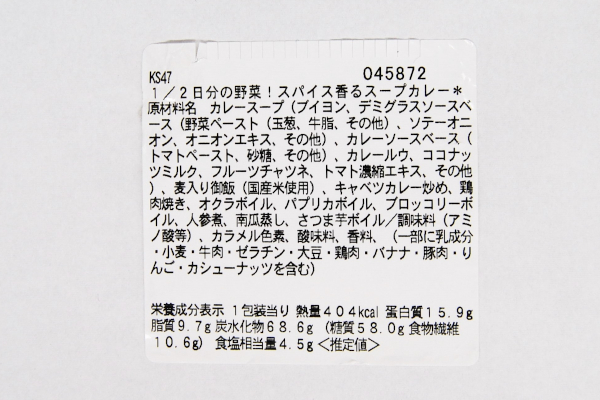 KS47 045872
1/2日分の野菜!スパイス香るスープカレー*
原材料名 カレースープ(ブイヨン、デミグラスソースベ
ース(野菜ペースト(玉葱、牛脂、その他)、ソテーオニ
オン、オニオンエキス、その他)、カレーソースベース(
トマトペースト、砂糖、その他)、カレールウ、ココナッ
ツミルク、フルーツチャツネ、トマト濃縮エキス、その他
)、麦入り御飯(国産米使用)、キャベツカレー炒め、鶏
肉焼き、オクラボイル、パプリカボイル、ブロッコリーボ
イル、人参煮、南瓜蒸し、さつま芋ボイル/調味料(アミ
ノ酸等)、カラメル色素、酸味料、香料、(一部に乳成分
・小麦・牛肉・ゼラチン・大豆・鶏肉・バナナ・豚肉・り
んご・カシューナッツを含む)
栄養成分表示 1包装当り 熱量404kcal 蛋白質15.9g
脂質9.7g 炭水化物68.6g (糖質58.0g 食物繊維
10.6g) 食塩相当量4.5g<推定値>